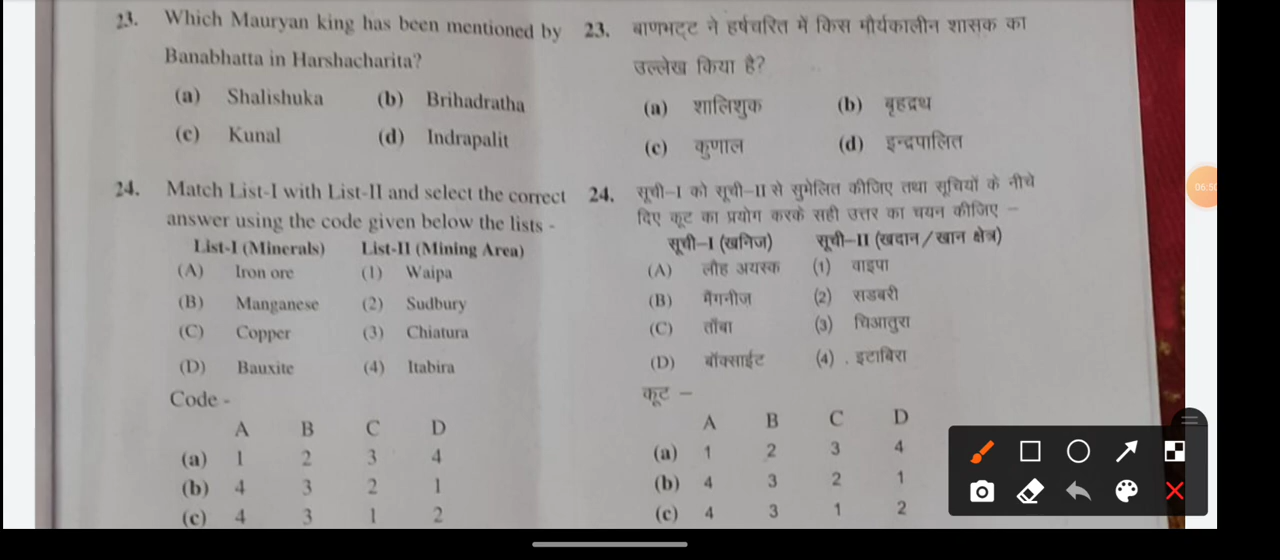 23. Which Mauryan king has been mentioned by
Banabhatta in Harshacharita?
(a) Shalishuka (b) Brihadratha
(c) Kunal (d) Indrapalit
24. Match List-I with List-II and select the correct
answer using the code given below the lists -
List-I (Minerals) List-II (Mining Area)
(A) Iron ore (1) Waipa
(B) Manganese (2) Sudbury
(C) Copper (3) Chiatura
(D) Bauxite (4) Itabira
Code -
A B C D
(a) 1 2 3 4
(b) 4 3 2 1
(c) 4 3 1 2
23. बाणभट्ट ने हर्षचरित में किस मौर्यकालीन शासक का
उल्लेख किया है?
(a) शालिशुक (b) बृहद्रथ
(c) कुणाल (d) इन्द्रपालित
24. सूची-I को सूची-II से सुमेलित कीजिए तथा सूचियों के नीचे
दिए कूट का प्रयोग करके सही उत्तर का चयन कीजिए –
सूची-I (खनिज) सूची-II (खदान/खान क्षेत्र)
(A) लौह अयस्क (1) वाइपा
(B) मैंगनीज़ (2) सडबरी
(C) ताँबा (3) चिआतुरा
(D) बॉक्साईट (4) . इटाबिरा
कूट –
A B C D
(a) 1 2 3 4
(b) 4 3 2 1
(c) 4 3 1 2
06:50